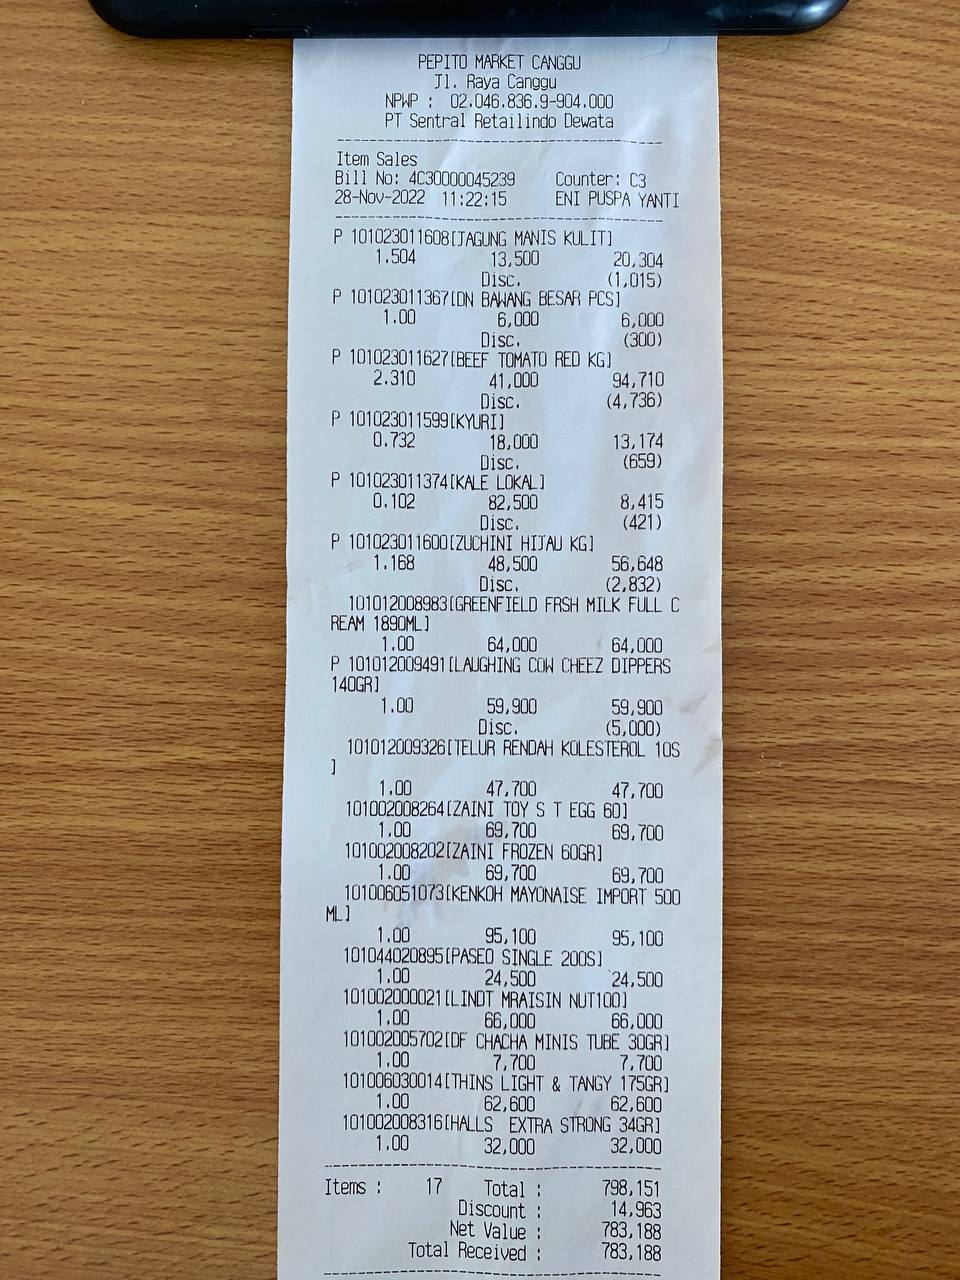 PEPITO MARKET CANGGU
Jl. Raya Canggu
NPWP : 02.046.836.9-904.000
PT Sentral Retailindo Dewata
Item Sales
Bill No: 4C30000045239 Counter: C3
28-Nov-2022 11:22:15 ENI PUSPA YANTI
P 101023011608[JAGUNG MANIS KULIT]
1.504 13,500 20,304
Disc. (1,015)
P 101023011367[DN BAWANG BESAR PCS]
1.00 6,000 6,000
Disc. (300)
P 101023011627[BEEF TOMATO RED KG]
2.310 41,000 94,710
Disc. (4,736)
P 101023011599[KYURI]
0.732 18,000 13,174
Disc. (659)
P 101023011374[KALE LOKAL]
0.102 82,500 8,415
Disc. (421)
P 101023011600[ZUCHINI HIJAU KG]
1.168 48,500 56,648
Disc. (2,832)
101012008983[GREENFIELD FRSH MILK FULL C
REAM 1890ML]
1.00 64,000 64,000
P 101012009491[LAUGHING COW CHEEZ DIPPERS
140GR]
1.00 59,900 59,900
Disc. (5,000)
101012009326[TELUR RENDAH KOLESTEROL 10S
]
1.00 47,700 47,700
101002008264[ZAINI TOY S T EGG 60]
1.00 69,700 69,700
101002008202[ZAINI FROZEN 60GR]
1.00 69,700 69,700
101006051073[KENKOH MAYONAISE IMPORT 500
ML]
1.00 95,100 95,100
101044020895[PASEO SINGLE 200S]
1.00 24,500 24,500
101002000021[LINDT MRAISIN NUT100]
1.00 66,000 66,000
101002005702[DF CHACHA MINIS TUBE 30GR]
1.00 7,700 7,700
101006030014[THINS LIGHT & TANGY 175GR]
1.00 62,600 62,600
101002008316[HALLS EXTRA STRONG 34GR]
1.00 32,000 32,000
Items : 17 Total : 798,151
Discount : 14,963
Net Value : 783,188
Total Received : 783,188